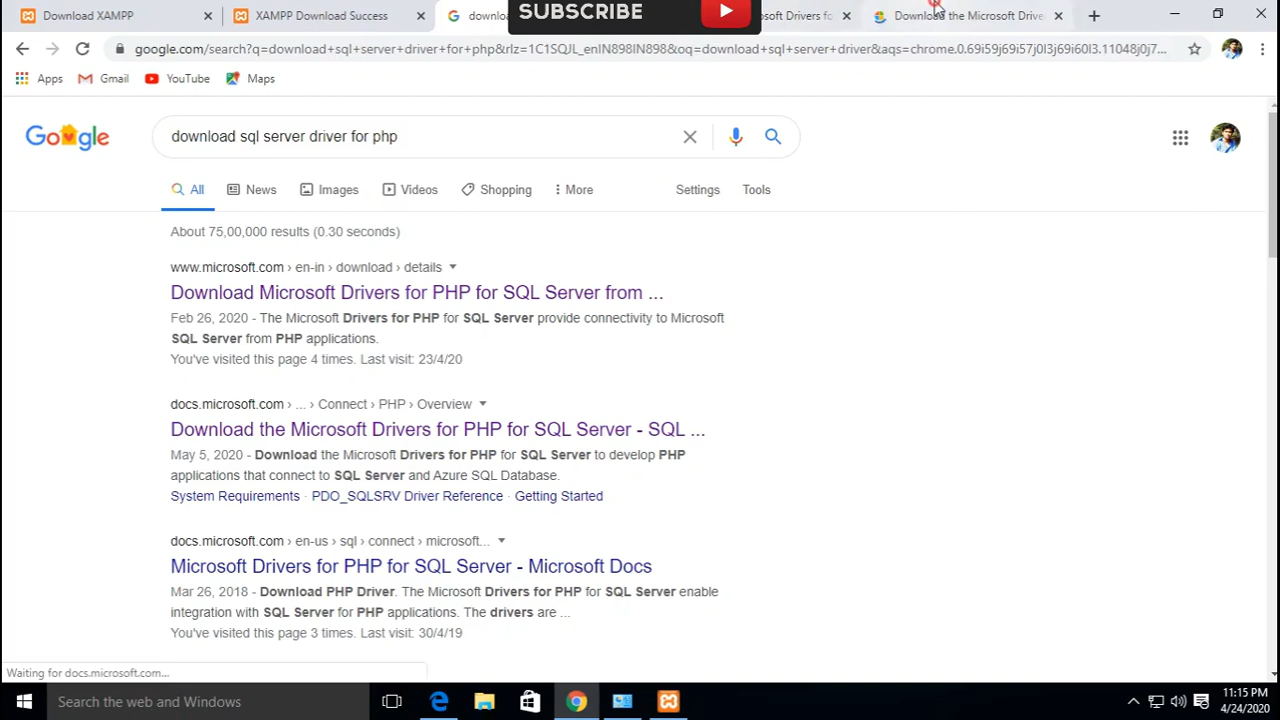 Download XAMPP
XAMPP Download Success
downloa
SUBSCRIBE
osoft Drivers fo
Download the Microsoft Drive
google.com/search?q=download+sql+server+driver+for+php&rlz=1C1SQJL_enIN898IN898&oq=download+sql+server+driver&aqs=chrome.0.69i59j69i57j0l3j69i60l3.11048j0j7...
Apps
Gmail
YouTube
Maps
Google
download sql server driver for php
All
News
Images
Videos
Shopping
More
Settings
Tools
About 75,00,000 results (0.30 seconds)
www.microsoft.com › en-in › download › details
Download Microsoft Drivers for PHP for SQL Server from ...
Feb 26, 2020 - The Microsoft Drivers for PHP for SQL Server provide connectivity to Microsoft
SQL Server from PHP applications.
You've visited this page 4 times. Last visit: 23/4/20
docs.microsoft.com › ... › Connect › PHP › Overview
Download the Microsoft Drivers for PHP for SQL Server - SQL ...
May 5, 2020 - Download the Microsoft Drivers for PHP for SQL Server to develop PHP
applications that connect to SQL Server and Azure SQL Database.
System Requirements · PDO_SQLSRV Driver Reference · Getting Started
docs.microsoft.com › en-us › sql › connect › microsoft...
Microsoft Drivers for PHP for SQL Server - Microsoft Docs
Mar 26, 2018 - Download PHP Driver. The Microsoft Drivers for PHP for SQL Server enable
integration with SQL Server for PHP applications. The drivers are ...
You've visited this page 3 times. Last visit: 30/4/19
Waiting for docs.microsoft.com...
Search the web and Windows
11:15 PM
4/24/2020